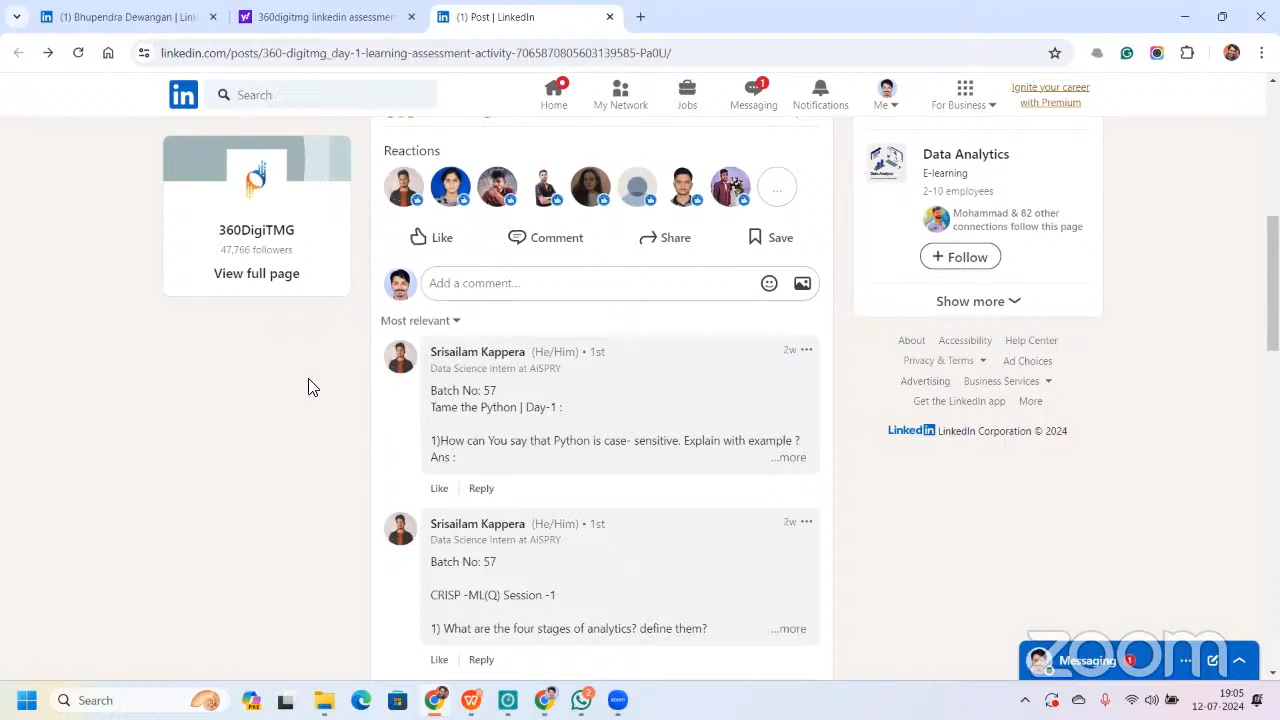 (1) Bhupendra Dewangan | Link
360digitmg linkedin assessmen
(1) Post | LinkedIn
linkedin.com/posts/360-digitmg_day-1-learning-assessment-activity-7065870805603139585-Pa0U/
Search
Home
My Network
Jobs
1
Messaging
Notifications
Me
For Business
Ignite your career
with Premium
360DigiTMG
47,766 followers
View full page
Reactions
...
Like
Comment
Share
Save
Add a comment...
Most relevant
Srisailam Kappera (He/Him) • 1st
2w
Data Science Intern at AiSPRY
Batch No: 57
Tame the Python | Day-1 :
1)How can You say that Python is case- sensitive. Explain with example ?
Ans :
...more
Like
Reply
Srisailam Kappera (He/Him) • 1st
2w
Data Science Intern at AiSPRY
Batch No: 57
CRISP -ML(Q) Session -1
1) What are the four stages of analytics? define them?
...more
Like
Reply
Data Analytics
E-learning
2-10 employees
Mohammad & 82 other
connections follow this page
+ Follow
Show more
About
Accessibility
Help Center
Privacy & Terms
Ad Choices
Advertising
Business Services
Get the LinkedIn app
More
LinkedIn LinkedIn Corporation © 2024
zoom
Messaging
1
Search
2
zoom
19:05
12-07-2024